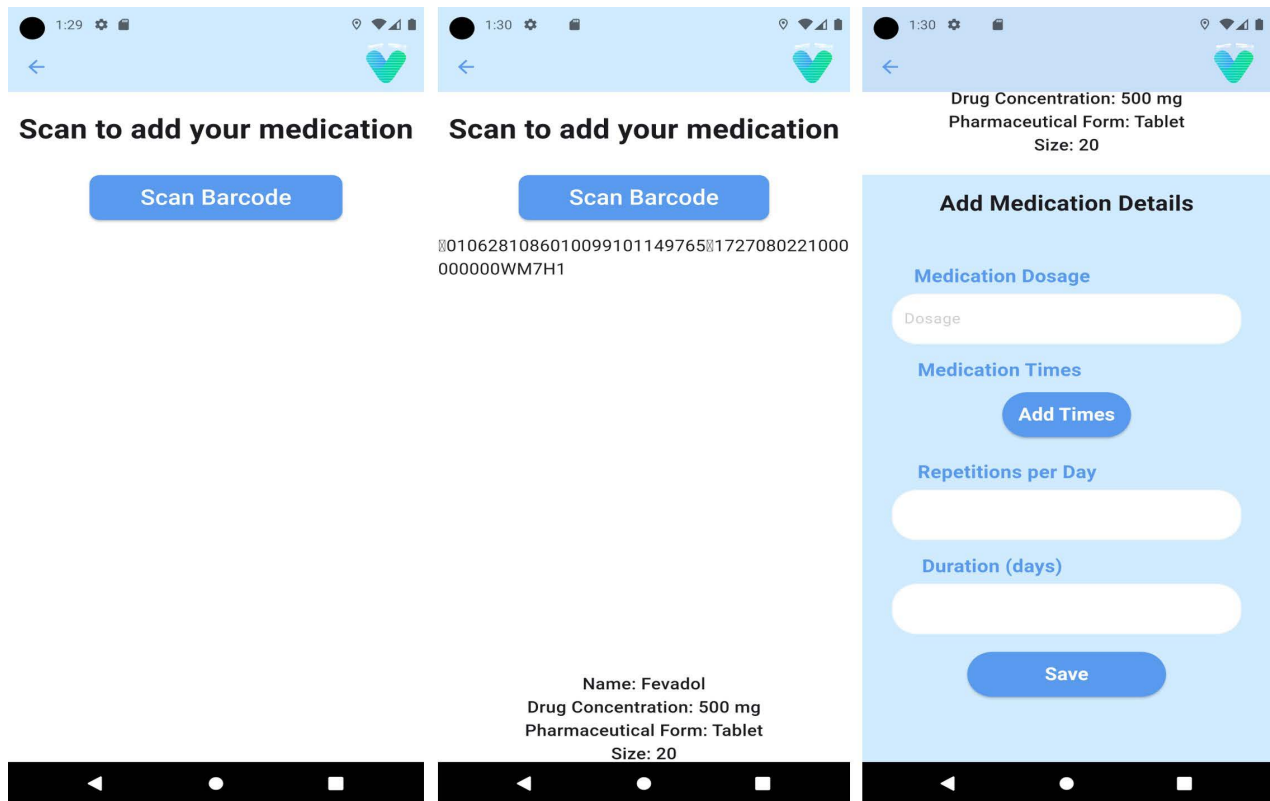 1:29
Scan to add your medication
Scan Barcode
1:30
Scan to add your medication
Scan Barcode
01062810860100991011497651727080221000
000000WM7H1
Name: Fevadol
Drug Concentration: 500 mg
Pharmaceutical Form: Tablet
Size: 20
1:30
Drug Concentration: 500 mg
Pharmaceutical Form: Tablet
Size: 20
Add Medication Details
Medication Dosage
Dosage
Medication Times
Add Times
Repetitions per Day
Duration (days)
Save